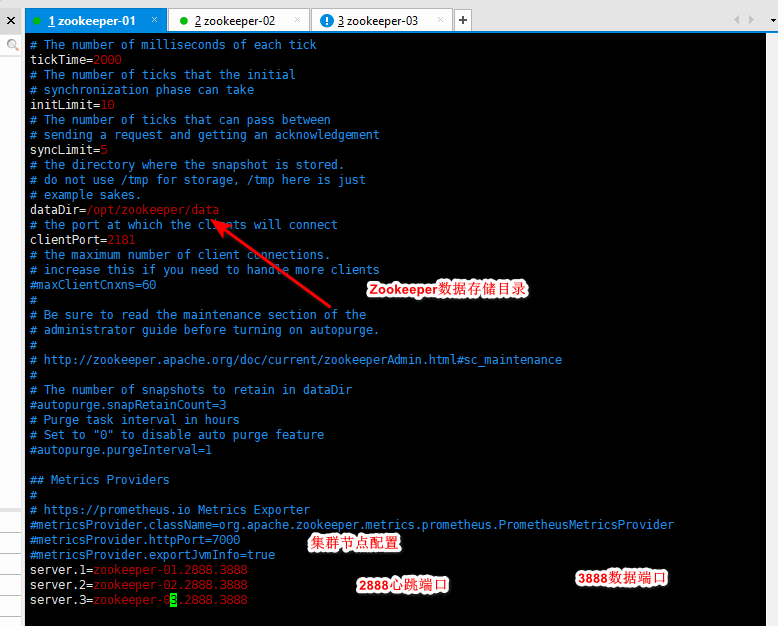 1 zookeeper-01
2 zookeeper-02
3 zookeeper-03
# The number of milliseconds of each tick
tickTime=2000
# The number of ticks that the initial
# synchronization phase can take
initLimit=10
# The number of ticks that can pass between
# sending a request and getting an acknowledgement
syncLimit=5
# the directory where the snapshot is stored.
# do not use /tmp for storage, /tmp here is just
# example sakes.
dataDir=/opt/zookeeper/data
# the port at which the clients will connect
clientPort=2181
# the maximum number of client connections.
# increase this if you need to handle more clients
#maxClientCnxns=60
Zookeeper数据存储目录
#
# Be sure to read the maintenance section of the
# administrator guide before turning on autopurge.
#
# http://zookeeper.apache.org/doc/current/zookeeperAdmin.html#sc_maintenance
#
# The number of snapshots to retain in dataDir
#autopurge.snapRetainCount=3
# Purge task interval in hours
# Set to "0" to disable auto purge feature
#autopurge.purgeInterval=1
## Metrics Providers
#
# https://prometheus.io Metrics Exporter
#metricsProvider.className=org.apache.zookeeper.metrics.prometheus.PrometheusMetricsProvider
#metricsProvider.httpPort=7000
集群节点配置
#metricsProvider.exportJvmInfo=true
server.1=zookeeper-01.2888.3888
server.2=zookeeper-02.2888.3888
2888心跳端口
3888数据端口
server.3=zookeeper-03.2888.3888